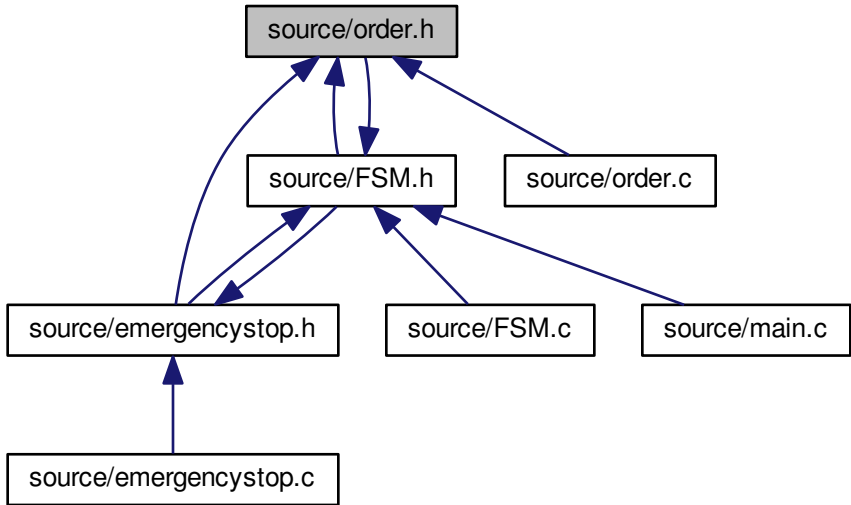 source/order.h
source/FSM.h
source/order.c
source/emergencystop.h
source/FSM.c
source/main.c
source/emergencystop.c